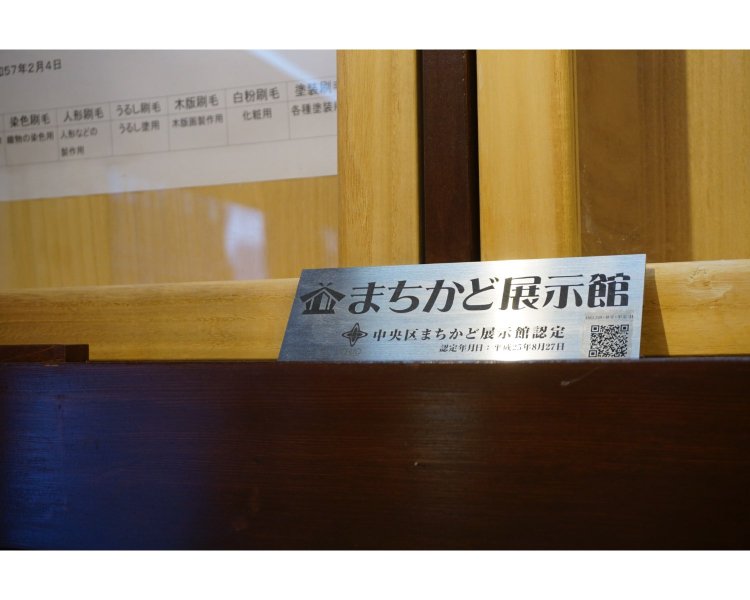 57年2月4日
染色刷毛 人形刷毛 うるし刷毛 木版刷毛 白粉刷毛 塗装刷
織物の染色用 人形などの うるし塗用 木版画製作用 化粧用 各種塗装
製作用
まちかど展示館
中央区まちかど展示館認定
認定年月日：平成25年8月27日